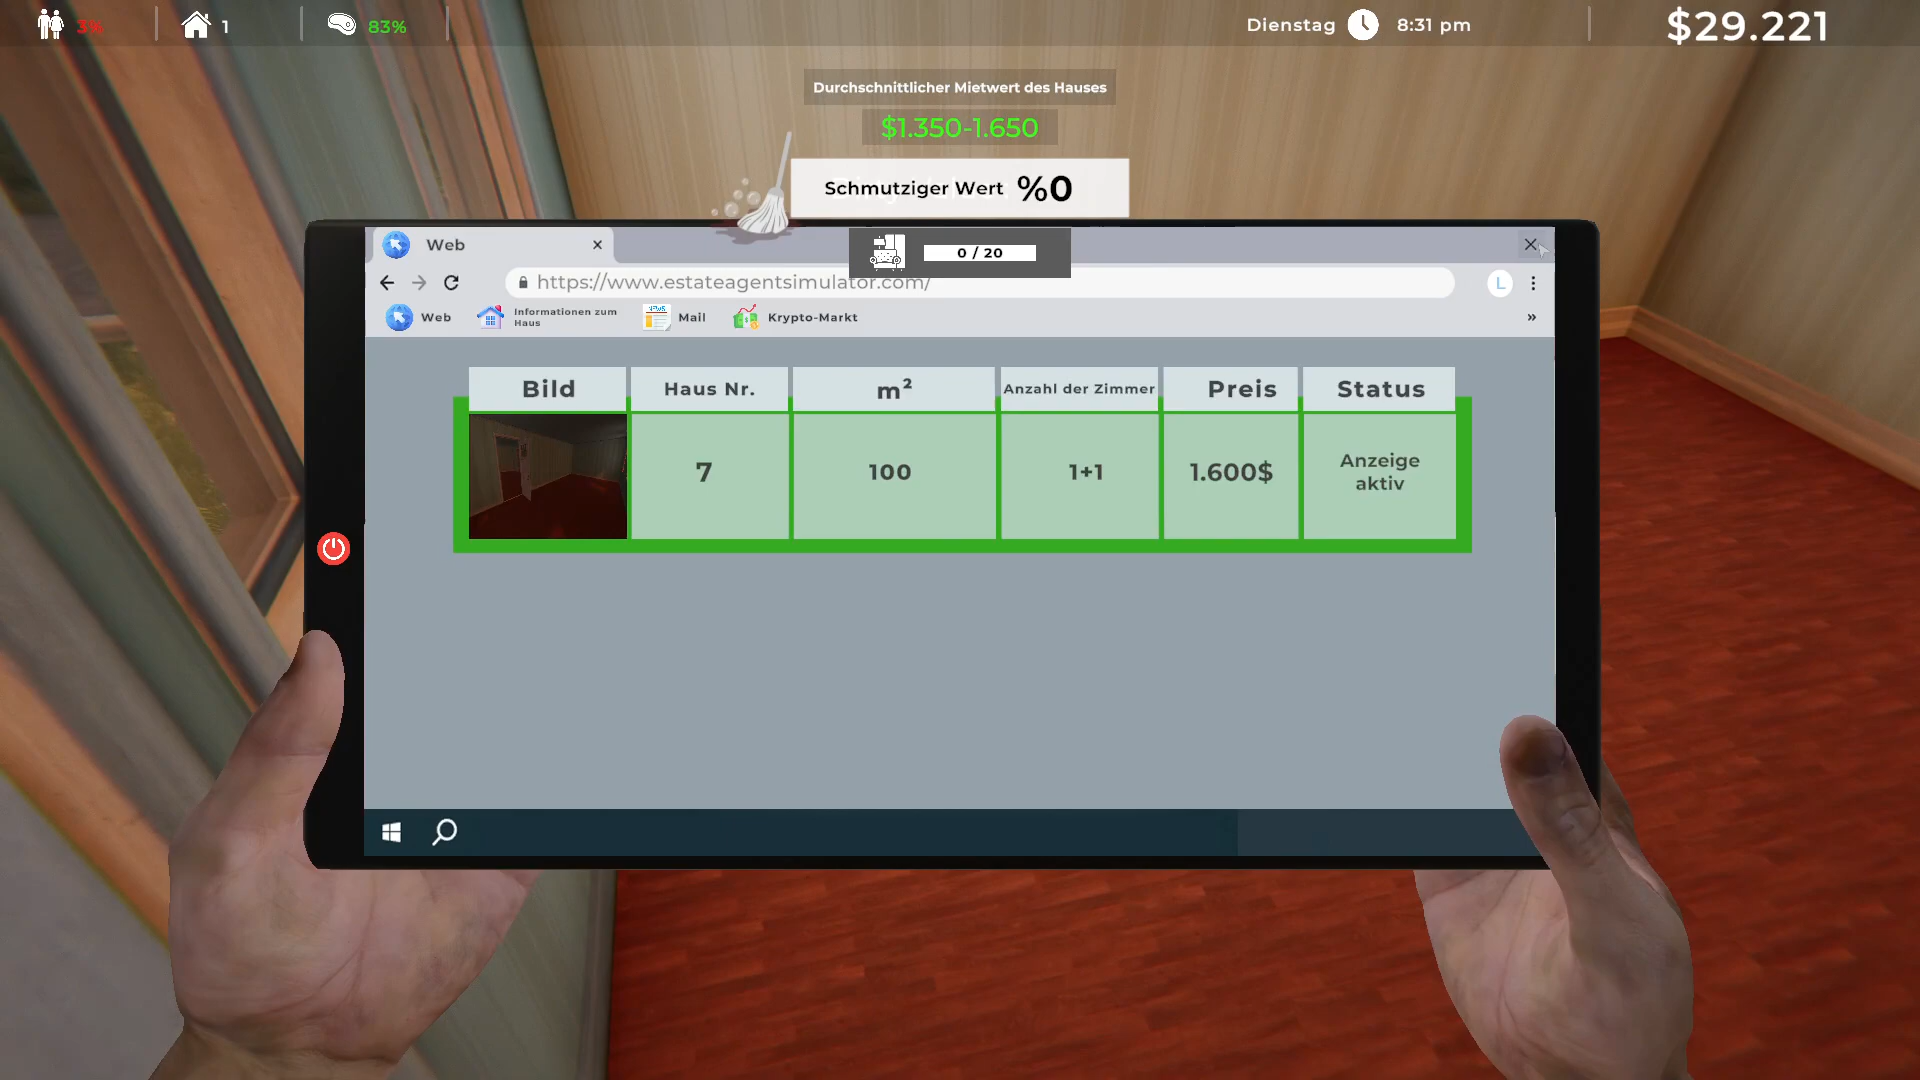 3%
1
83%
Dienstag
8:31 pm
$29.221
Durchschnittlicher Mietwert des Hauses
$1.350-1.650
Schmutziger Wert %0
Web
0 / 20
https://www.estateagentsimulator.com/
L
Web
Informationen zum
Haus
NEWS
Mail
Krypto-Markt
»
Bild
Haus Nr.
m²
Anzahl der Zimmer
Preis
Status
7
100
1+1
1.600$
Anzeige
aktiv